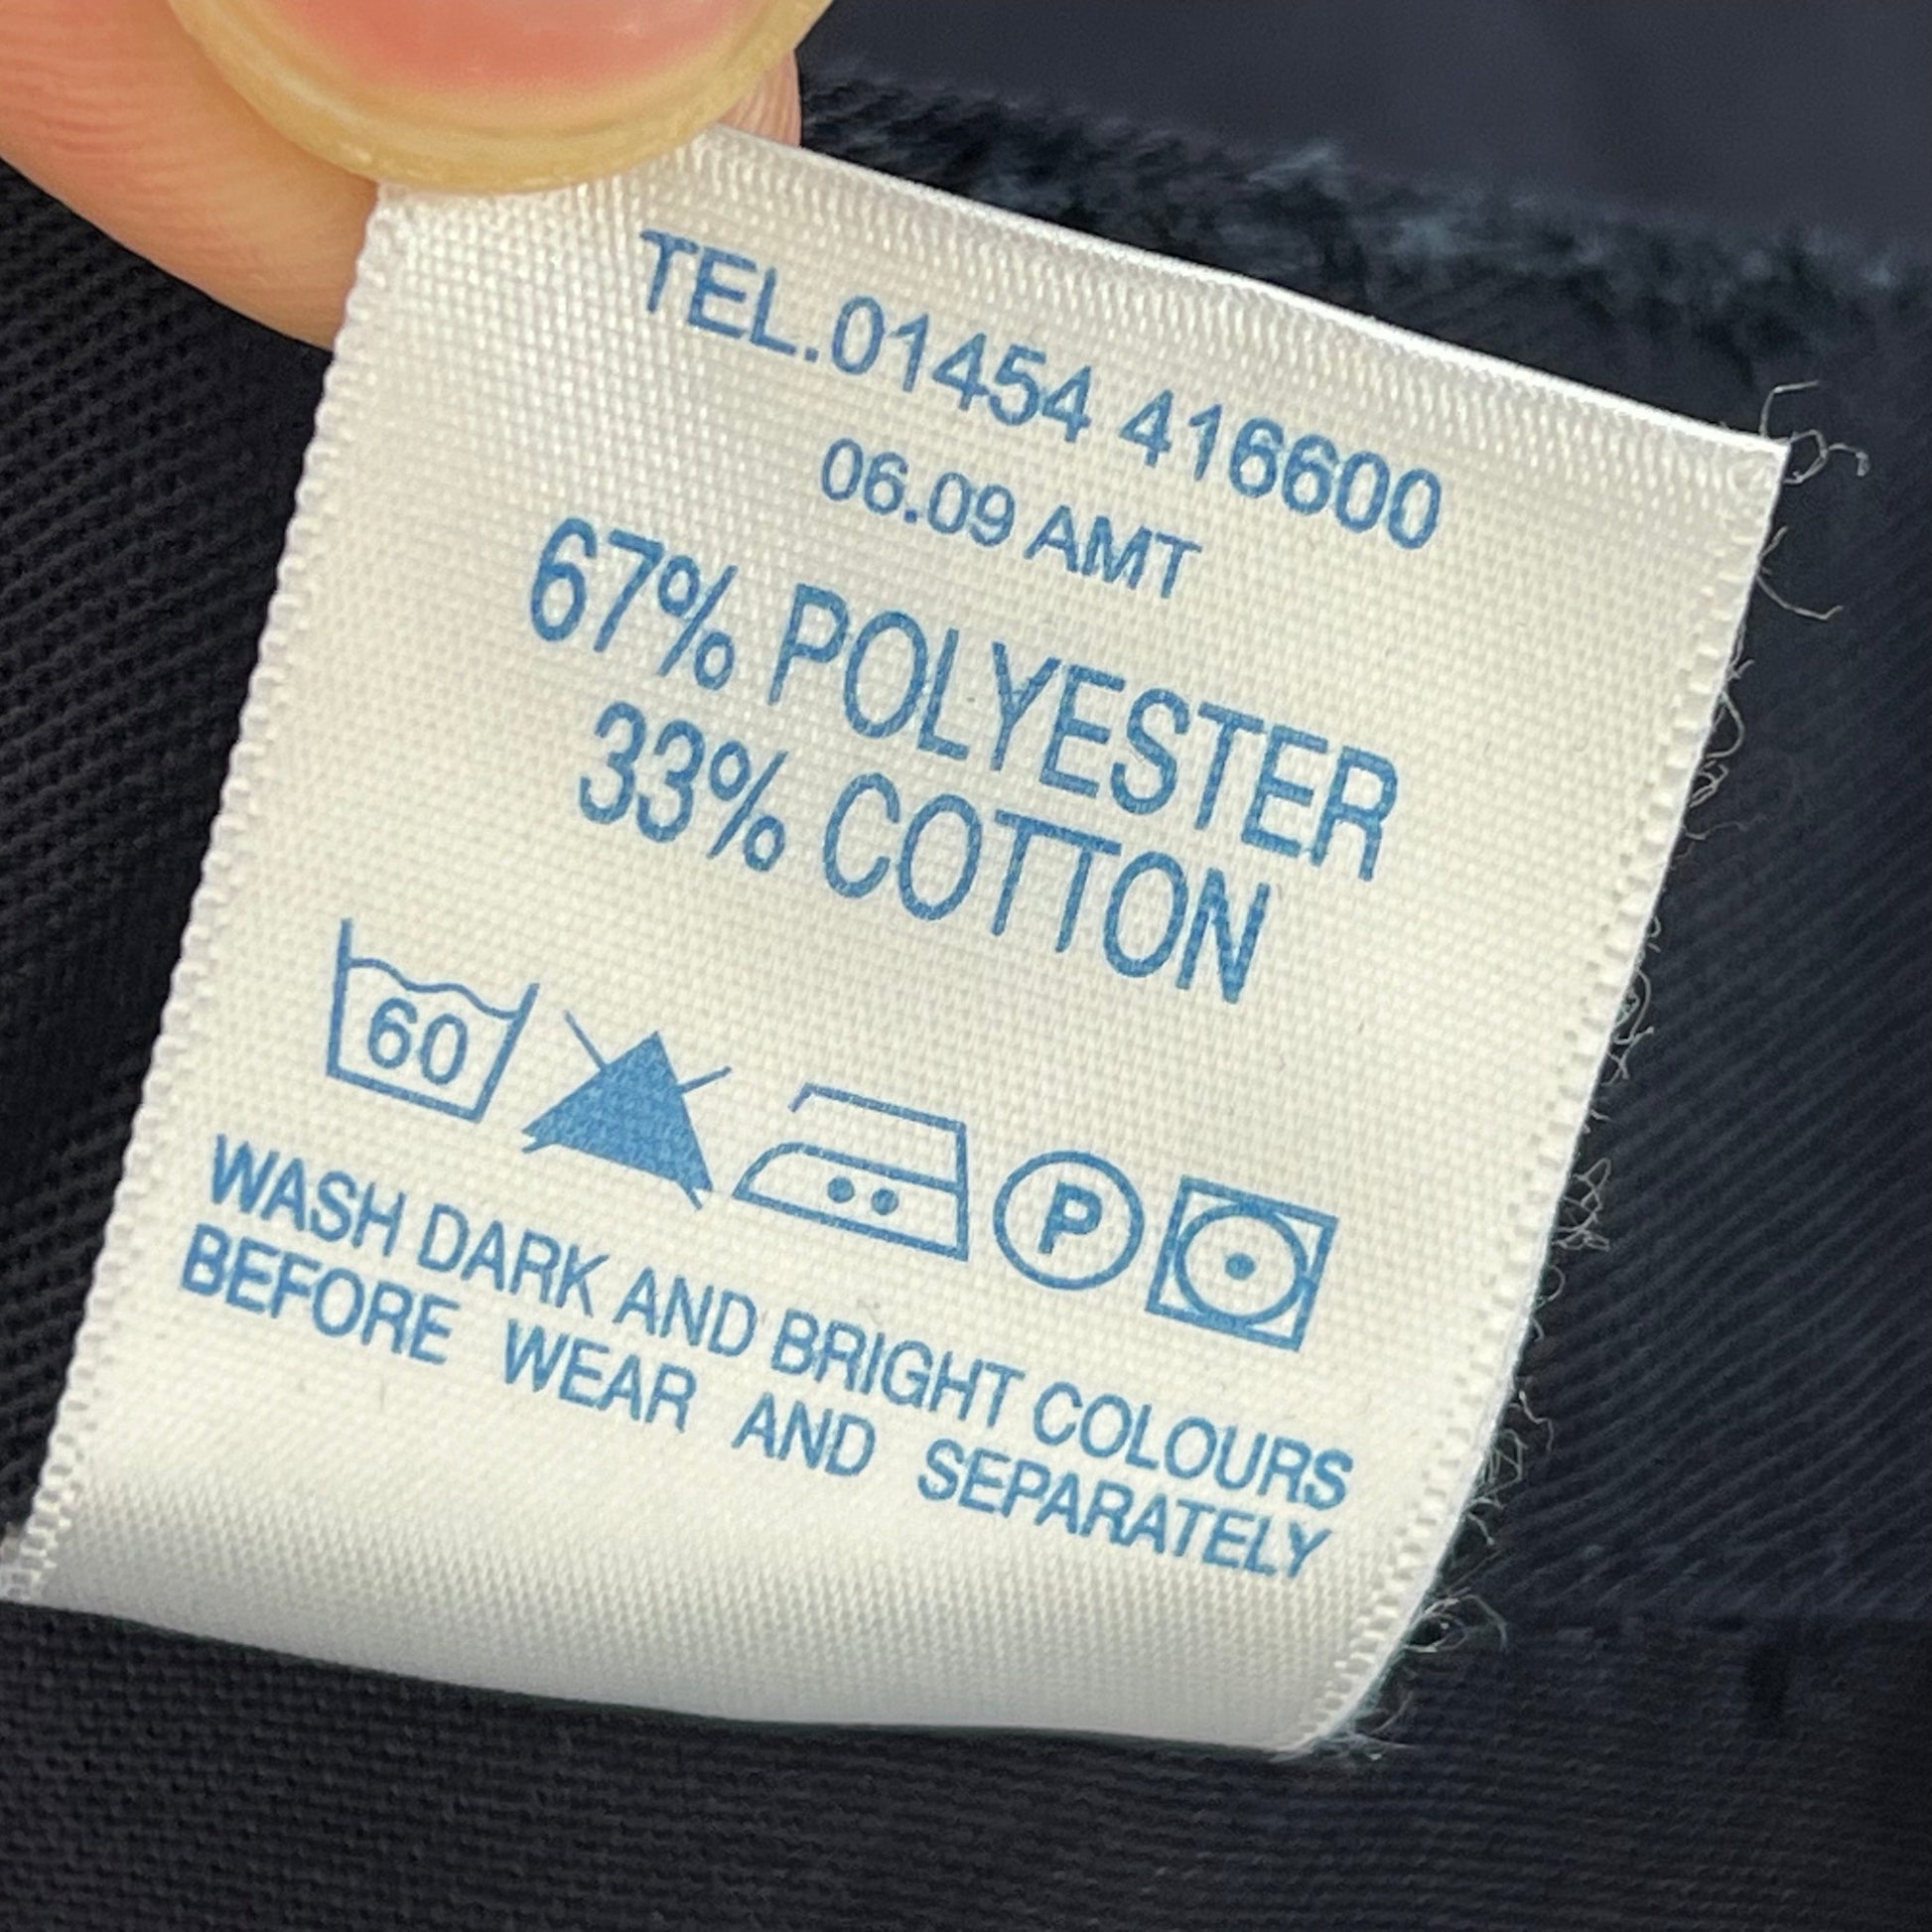 TEL.01454 416600
06.09 AMT
67% POLYESTER
33% COTTON
60 P
WASH DARK AND BRIGHT COLOURS
BEFORE WEAR AND SEPARATELY